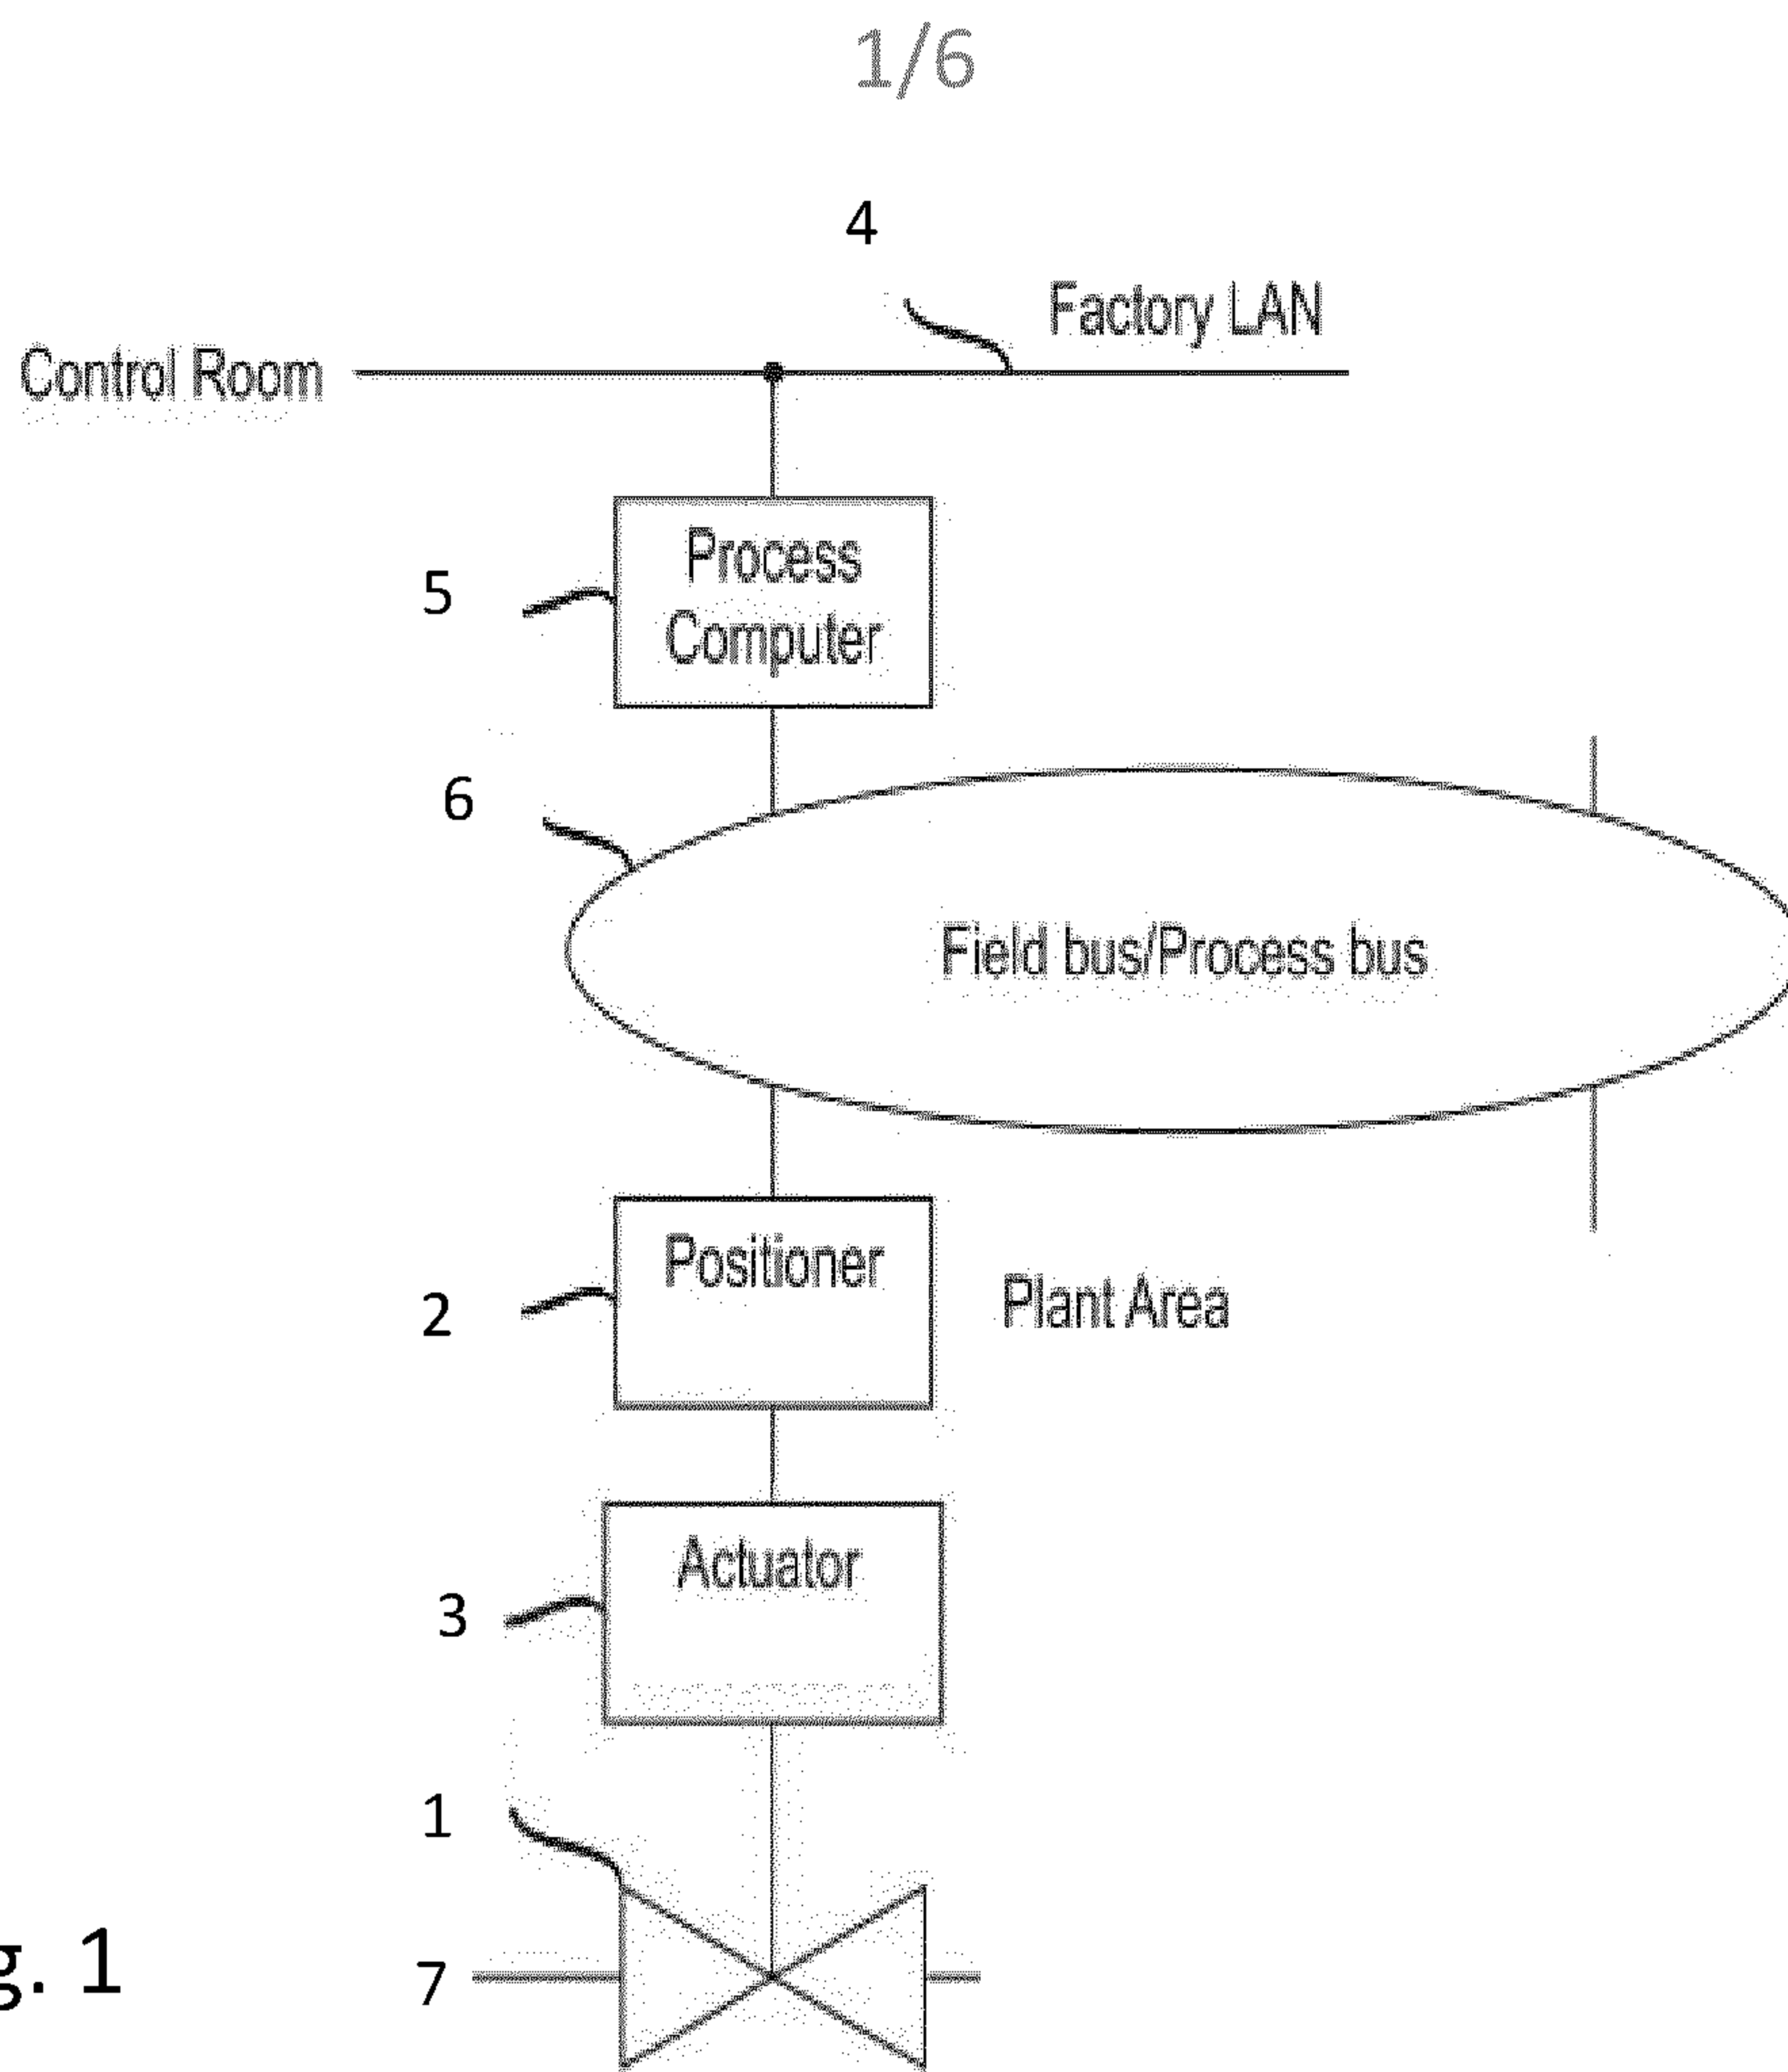 1/6
4
Factory LAN
Control Room
Process
Computer
5
6
Field bus/Process bus
Positioner
2
Plant Area
Actuator
3
1
g. 1
7